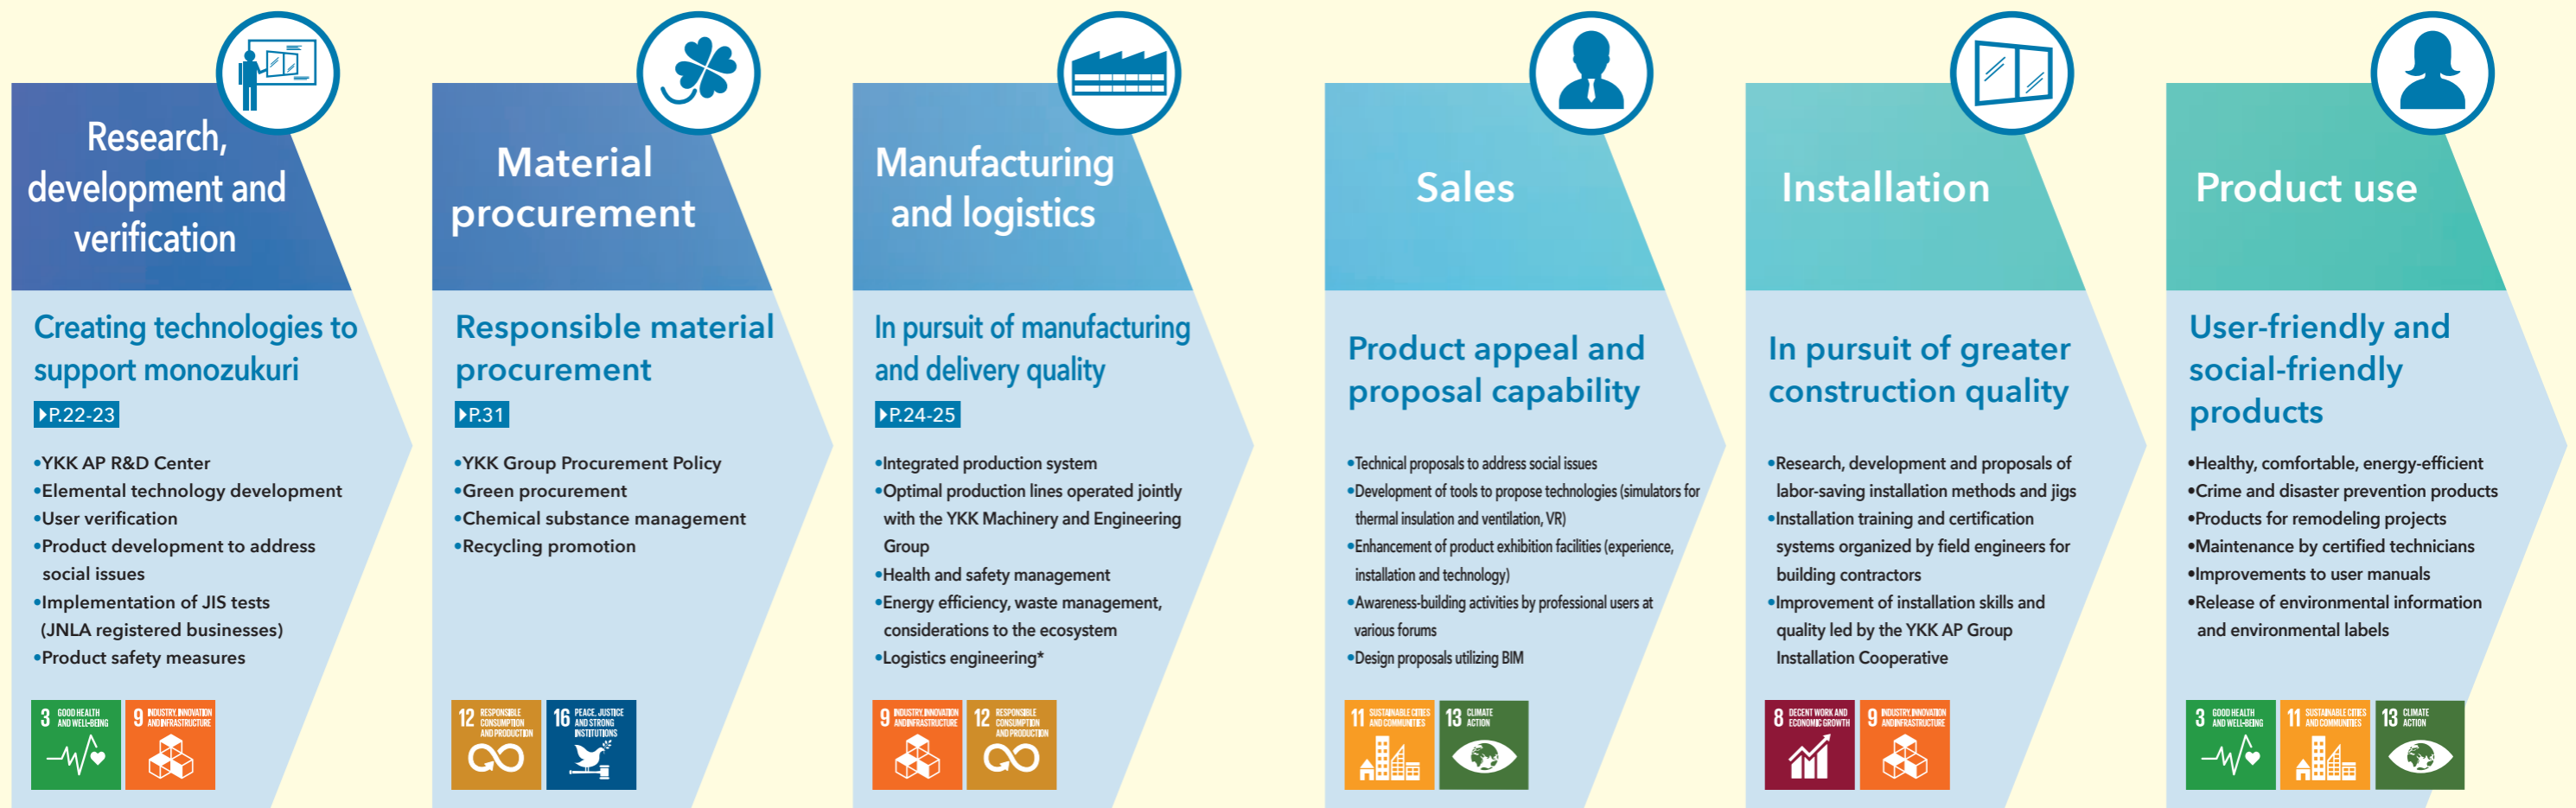 Research,
development and
verification
Creating technologies to
support monozukuri
P.22-23
•YKK AP R&D Center
•Elemental technology development
•User verification
•Product development to address
social issues
•Implementation of JIS tests
(JNLA registered businesses)
•Product safety measures
3 GOOD HEALTH
AND WELL-BEING
9 INDUSTRY, INNOVATION
AND INFRASTRUCTURE
Material
procurement
Responsible material
procurement
P.31
•YKK Group Procurement Policy
•Green procurement
•Chemical substance management
•Recycling promotion
12 RESPONSIBLE
CONSUMPTION
AND PRODUCTION
16 PEACE, JUSTICE
AND STRONG
INSTITUTIONS
Manufacturing
and logistics
In pursuit of manufacturing
and delivery quality
P.24-25
•Integrated production system
•Optimal production lines operated jointly
with the YKK Machinery and Engineering
Group
•Health and safety management
•Energy efficiency, waste management,
considerations to the ecosystem
•Logistics engineering*
9 INDUSTRY, INNOVATION
AND INFRASTRUCTURE
12 RESPONSIBLE
CONSUMPTION
AND PRODUCTION
Sales
Product appeal and
proposal capability
•Technical proposals to address social issues
•Development of tools to propose technologies (simulators for
thermal insulation and ventilation, VR)
•Enhancement of product exhibition facilities (experience,
installation and technology)
•Awareness-building activities by professional users at
various forums
•Design proposals utilizing BIM
11 SUSTAINABLE CITIES
AND COMMUNITIES
13 CLIMATE
ACTION
Installation
In pursuit of greater
construction quality
•Research, development and proposals of
labor-saving installation methods and jigs
•Installation training and certification
systems organized by field engineers for
building contractors
•Improvement of installation skills and
quality led by the YKK AP Group
Installation Cooperative
8 DECENT WORK AND
ECONOMIC GROWTH
9 INDUSTRY, INNOVATION
AND INFRASTRUCTURE
Product use
User-friendly and
social-friendly
products
•Healthy, comfortable, energy-efficient
•Crime and disaster prevention products
•Products for remodeling projects
•Maintenance by certified technicians
•Improvements to user manuals
•Release of environmental information
and environmental labels
3 GOOD HEALTH
AND WELL-BEING
11 SUSTAINABLE CITIES
AND COMMUNITIES
13 CLIMATE
ACTION